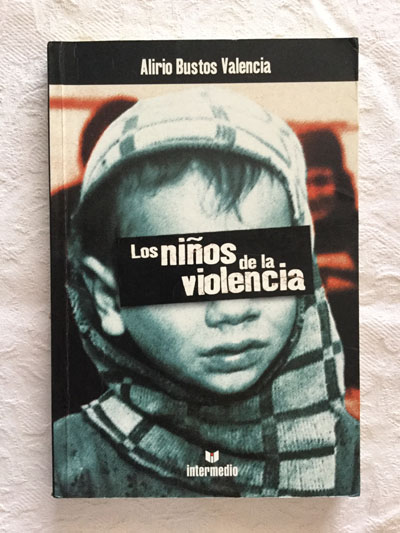 Alirio Bustos Valencia
Los niños de la
violencia
intermedio